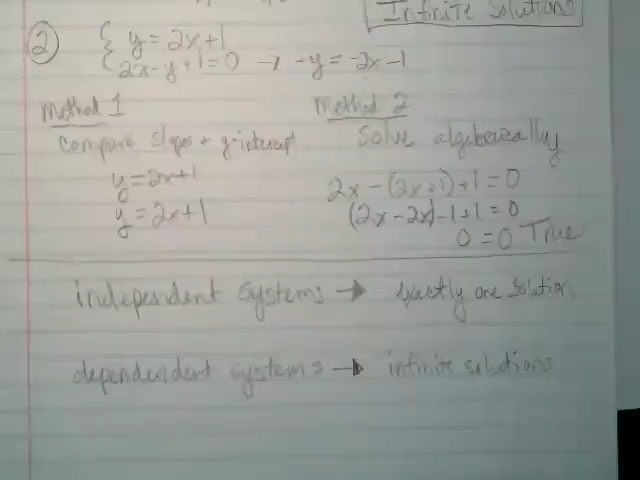 Infinite Solutions
② { y = 2x+1
2x-y+1=0 → -y = -2x-1
Method 1
Method 2
Compare slopes + y-intercept
Solve algebraically
y=2x+1
y=2x+1
2x-(2x+1)+1=0
(2x-2x)-1+1=0
0=0 True
independent systems → exactly one solution
dependendent systems → infinite solutions